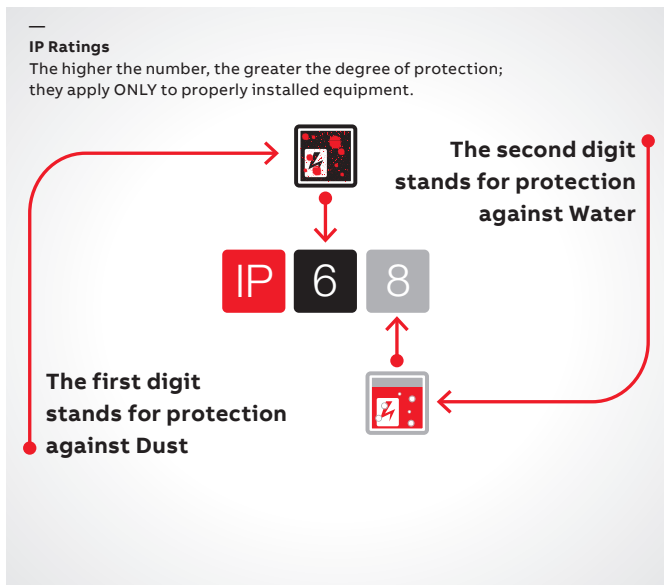 IP Ratings
The higher the number, the greater the degree of protection;
they apply ONLY to properly installed equipment.
The second digit
stands for protection
against Water
IP 6 8
The first digit
stands for protection
against Dust